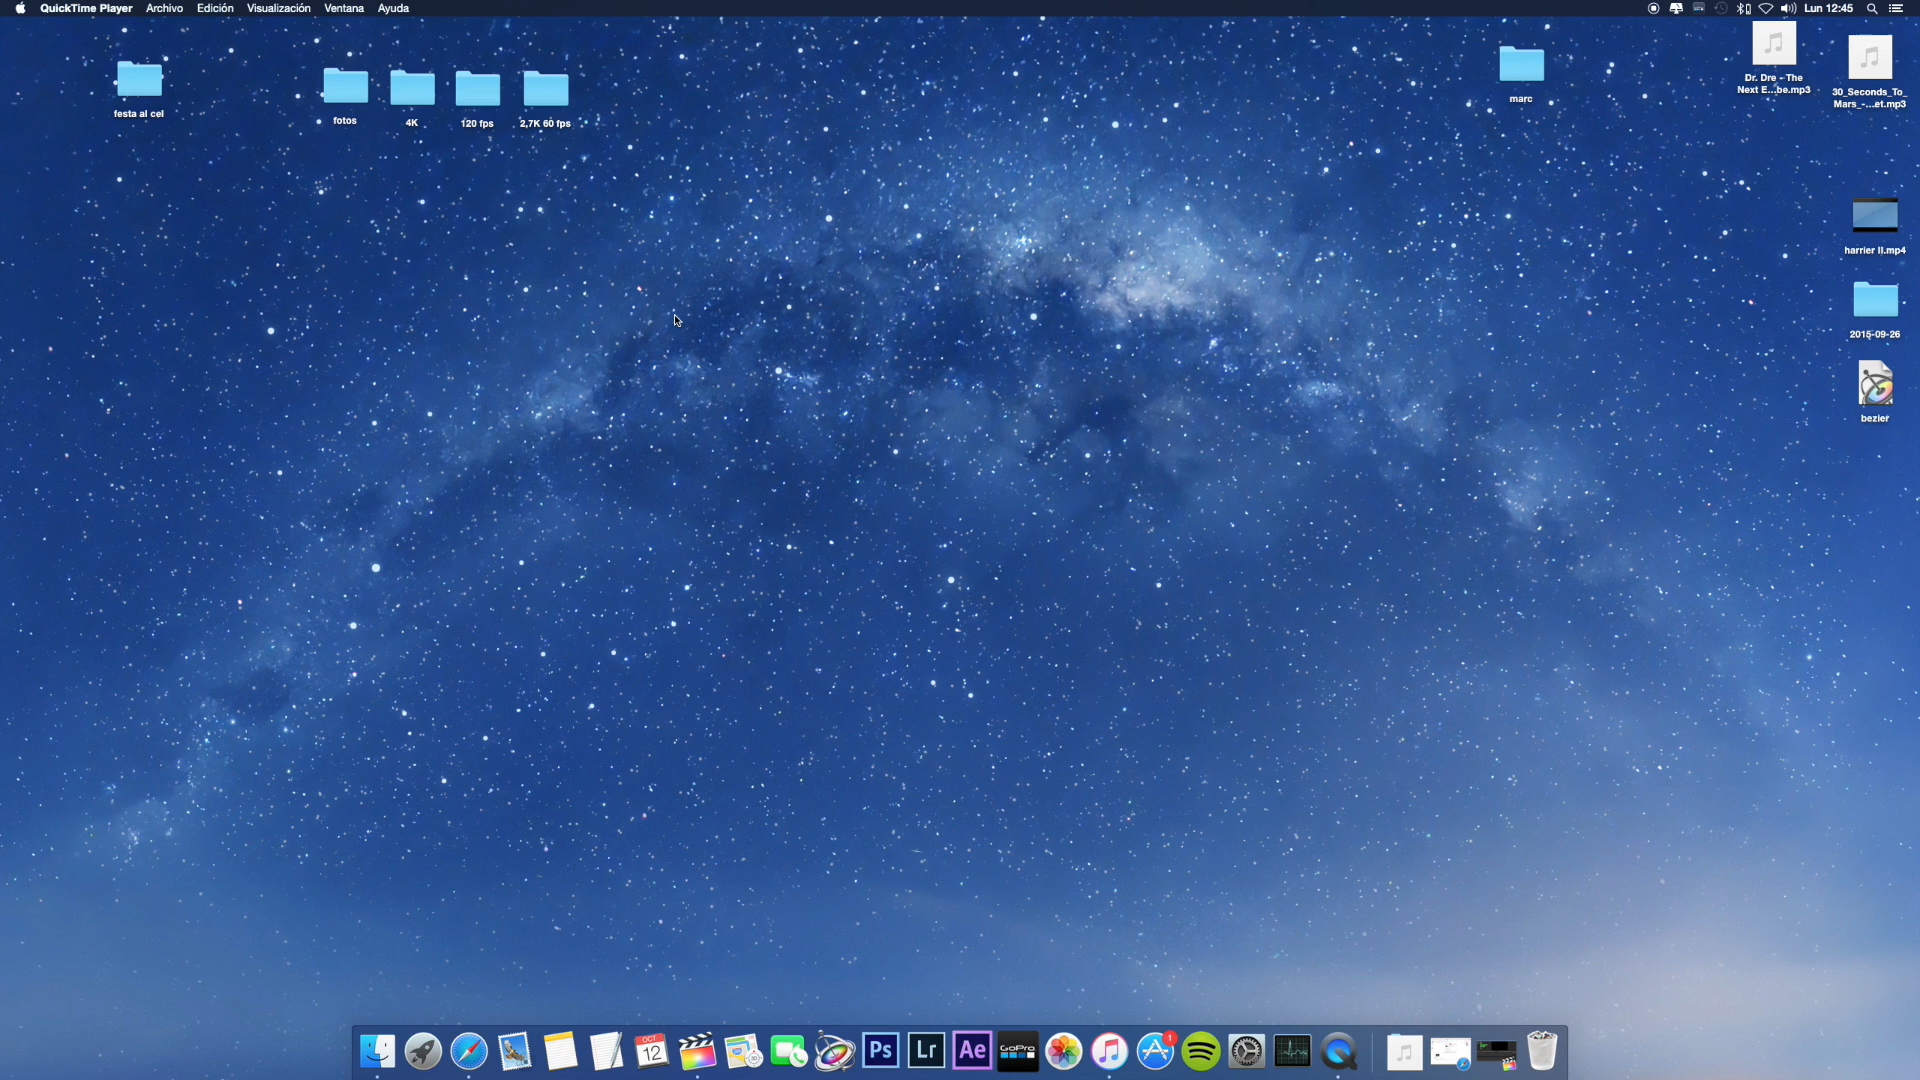 QuickTime Player Archivo Edición Visualización Ventana Ayuda
Lun 12:45
festa al cel
fotos
4K
120 fps
2,7K 60 fps
marc
Dr. Dre - The
Next E...be.mp3
30_Seconds_To_
Mars_-...et.mp3
harrier II.mp4
2015-09-26
bezier
OCT
12
Ps
Lr
Ae
GoPro
1